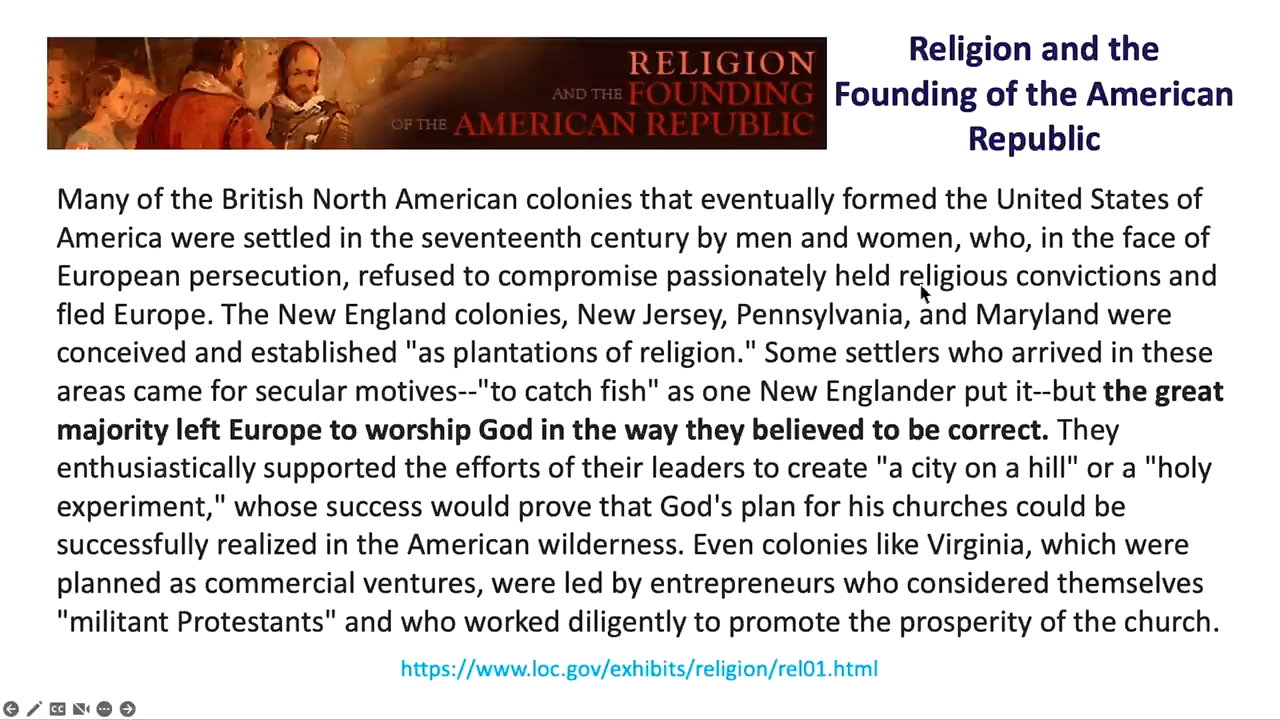 RELIGION
AND THE FOUNDING
OF THE AMERICAN REPUBLIC
Religion and the
Founding of the American
Republic
Many of the British North American colonies that eventually formed the United States of
America were settled in the seventeenth century by men and women, who, in the face of
European persecution, refused to compromise passionately held religious convictions and
fled Europe. The New England colonies, New Jersey, Pennsylvania, and Maryland were
conceived and established "as plantations of religion." Some settlers who arrived in these
areas came for secular motives--"to catch fish" as one New Englander put it--but the great
majority left Europe to worship God in the way they believed to be correct. They
enthusiastically supported the efforts of their leaders to create "a city on a hill" or a "holy
experiment," whose success would prove that God's plan for his churches could be
successfully realized in the American wilderness. Even colonies like Virginia, which were
planned as commercial ventures, were led by entrepreneurs who considered themselves
"militant Protestants" and who worked diligently to promote the prosperity of the church.
https://www.loc.gov/exhibits/religion/rel01.html
CC